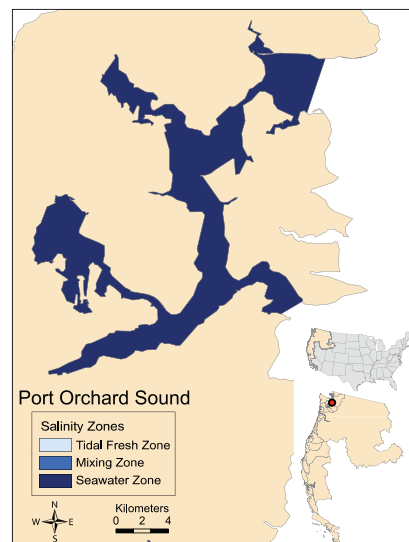 Port Orchard Sound
Salinity Zones
Tidal Fresh Zone
Mixing Zone
Seawater Zone
N
W E
S
Kilometers
0 2 4